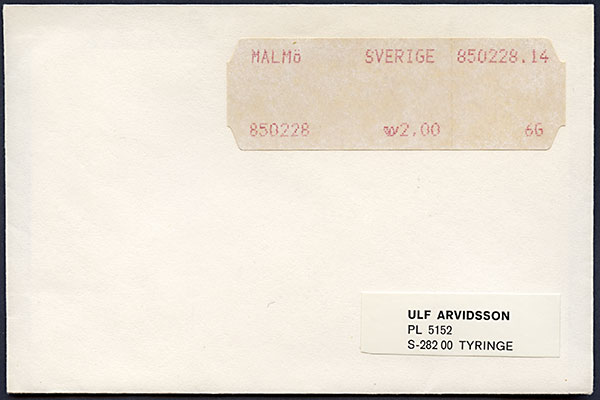 MALMö SVERIGE 850228.14
850228 2.00 6G
ULF ARVIDSSON
PL 5152
S-282 00 TYRINGE